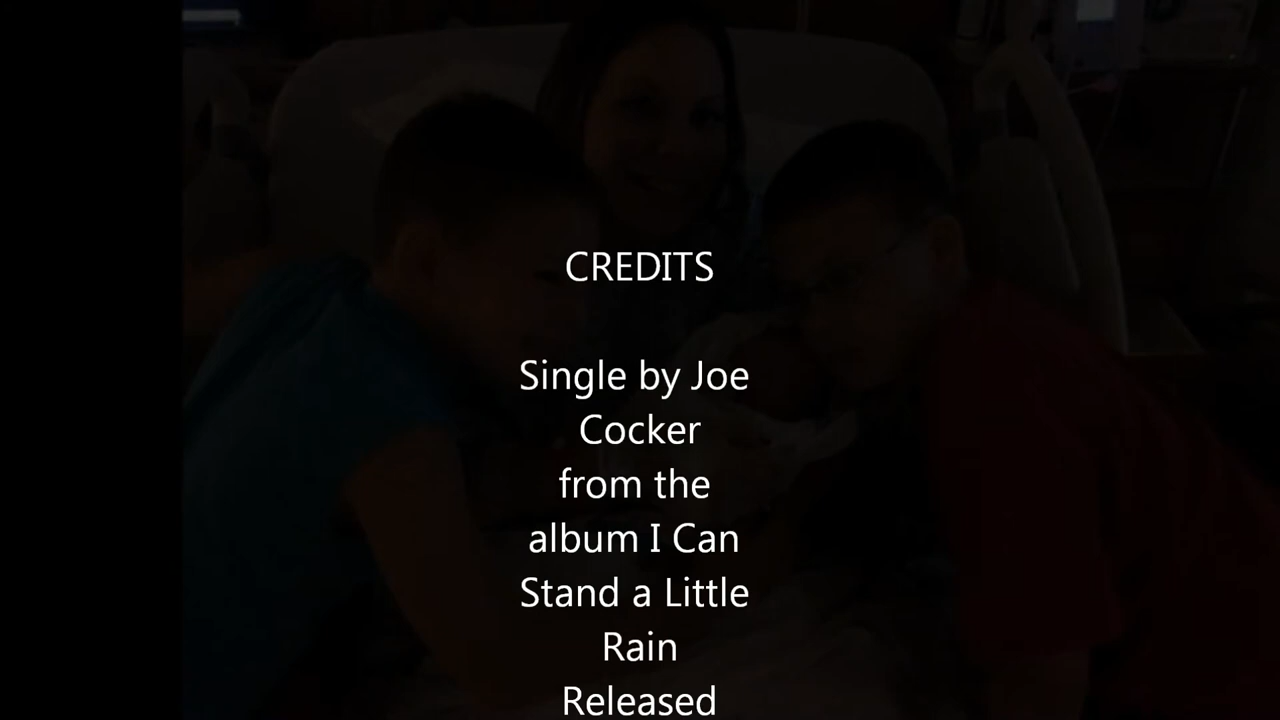 CREDITS
Single by Joe
Cocker
from the
album I Can
Stand a Little
Rain
Released